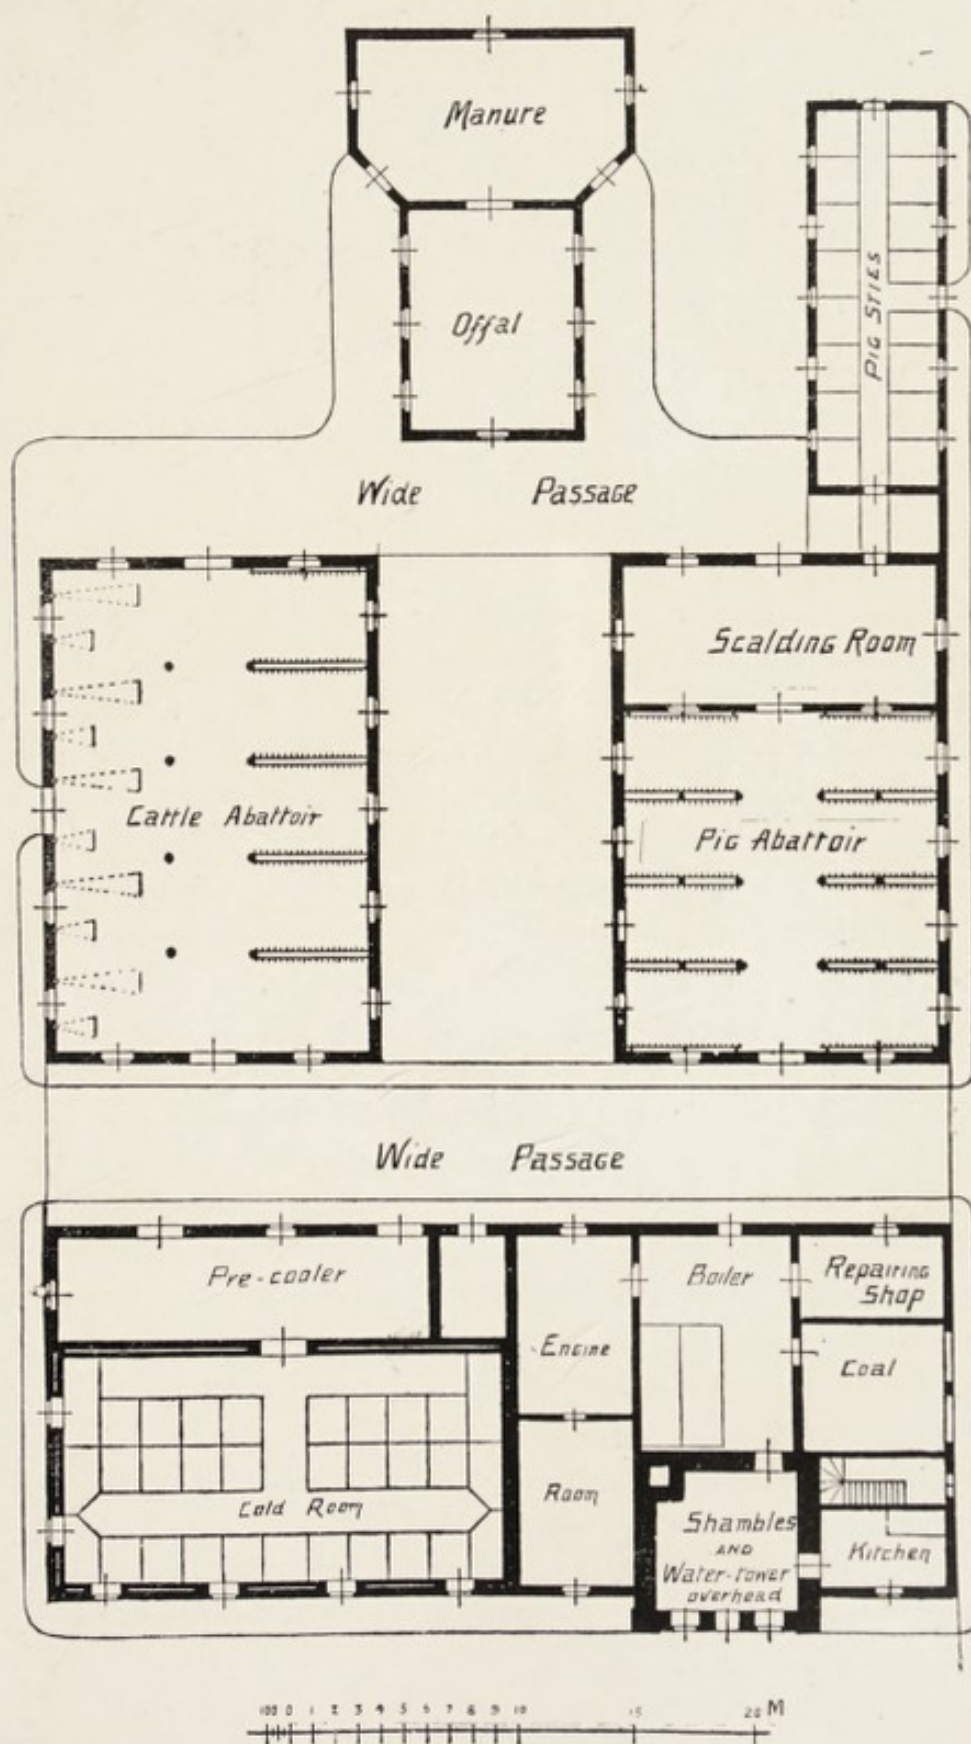 Manure
Offal
PIG STIES
Wide Passage
Scalding Room
Cattle Abattoir
Pig Abattoir
Wide Passage
Pre-cooler
Engine
Boiler
Repairing
Shop
Coal
Cold Room
Room
Shambles
AND
Water-tower
overhead
Kitchen
100 0 1 2 3 4 5 6 7 8 9 10 15 20 M